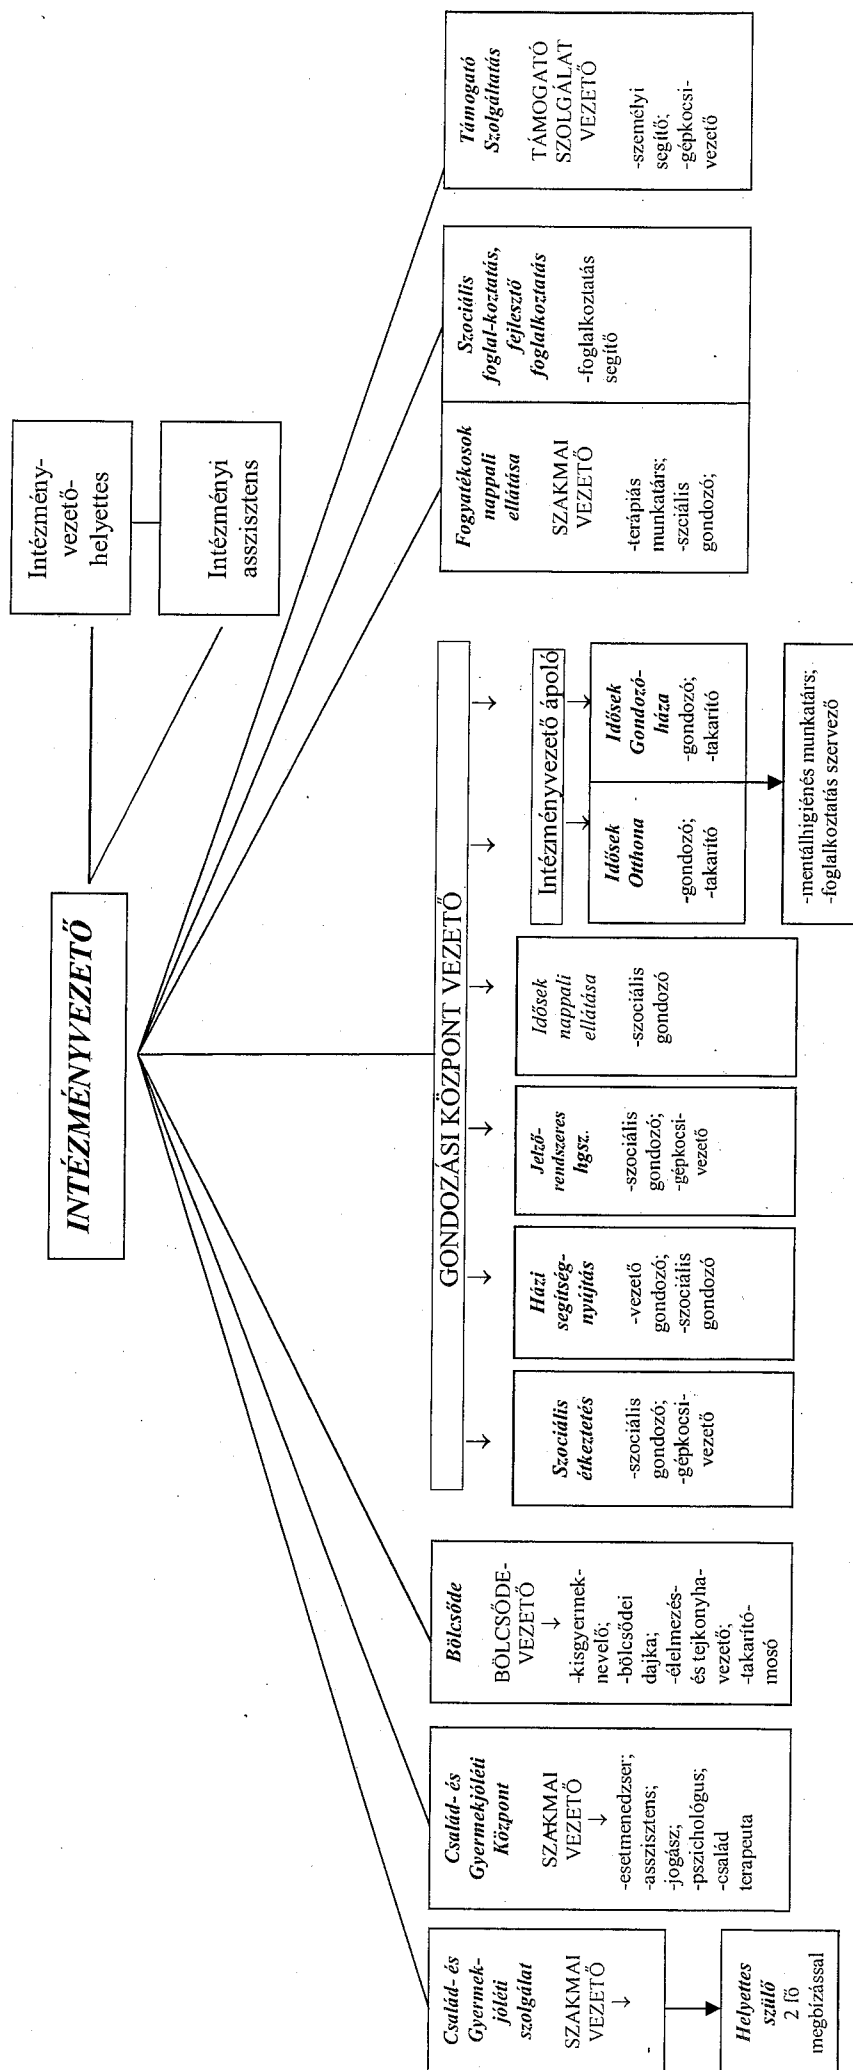 INTÉZMÉNYVEZETŐ
Intézmény-
vezető-
helyettes
Intézményi
asszisztens
Család- és
Gyermek-
jóléti
szolgálat
SZAKMAI
VEZETŐ
↓
-
Helyettes
szülő
2 fő
megbízással
Család- és
Gyermekjóléti
Központ
SZAKMAI
VEZETŐ
↓
-esetmenedzser;
-asszisztens;
-jogász;
-pszichológus;
-család
terapeuta
Bölcsőde
BÖLCSŐDE-
VEZETŐ
↓
-kisgyermek-
nevelő;
-bölcsődei
dajka;
-élelmezés-
és tejkonyha-
vezető;
-takarító-
mosó
GONDOZÁSI KÖZPONT VEZETŐ
↓ ↓ ↓ ↓ ↓ ↓
Szociális
étkeztetés
-szociális
gondozó;
-gépkocsi-
vezető
Házi
segítség-
nyújtás
-vezető
gondozó;
-szociális
gondozó
Jelző-
rendszeres
hgsz.
-szociális
gondozó;
-gépkocsi-
vezető
Idősek
nappali
ellátása
-szociális
gondozó
Intézményvezető ápoló
↓ ↓
Idősek
Otthona
-gondozó;
-takarító
Idősek
Gondozó-
háza
-gondozó;
-takarító
-mentálhigiénés munkatárs;
-foglalkoztatás szervező
Fogyatékosok
nappali
ellátása
SZAKMAI
VEZETŐ
-terápiás
munkatárs;
-szciális
gondozó;
Szociális
foglal-koztatás,
fejlesztő
foglalkoztatás
-foglalkoztatás
segítő
Támogató
Szolgáltatás
TÁMOGATÓ
SZOLGÁLAT
VEZETŐ
-személyi
segítő;
-gépkocsi-
vezető